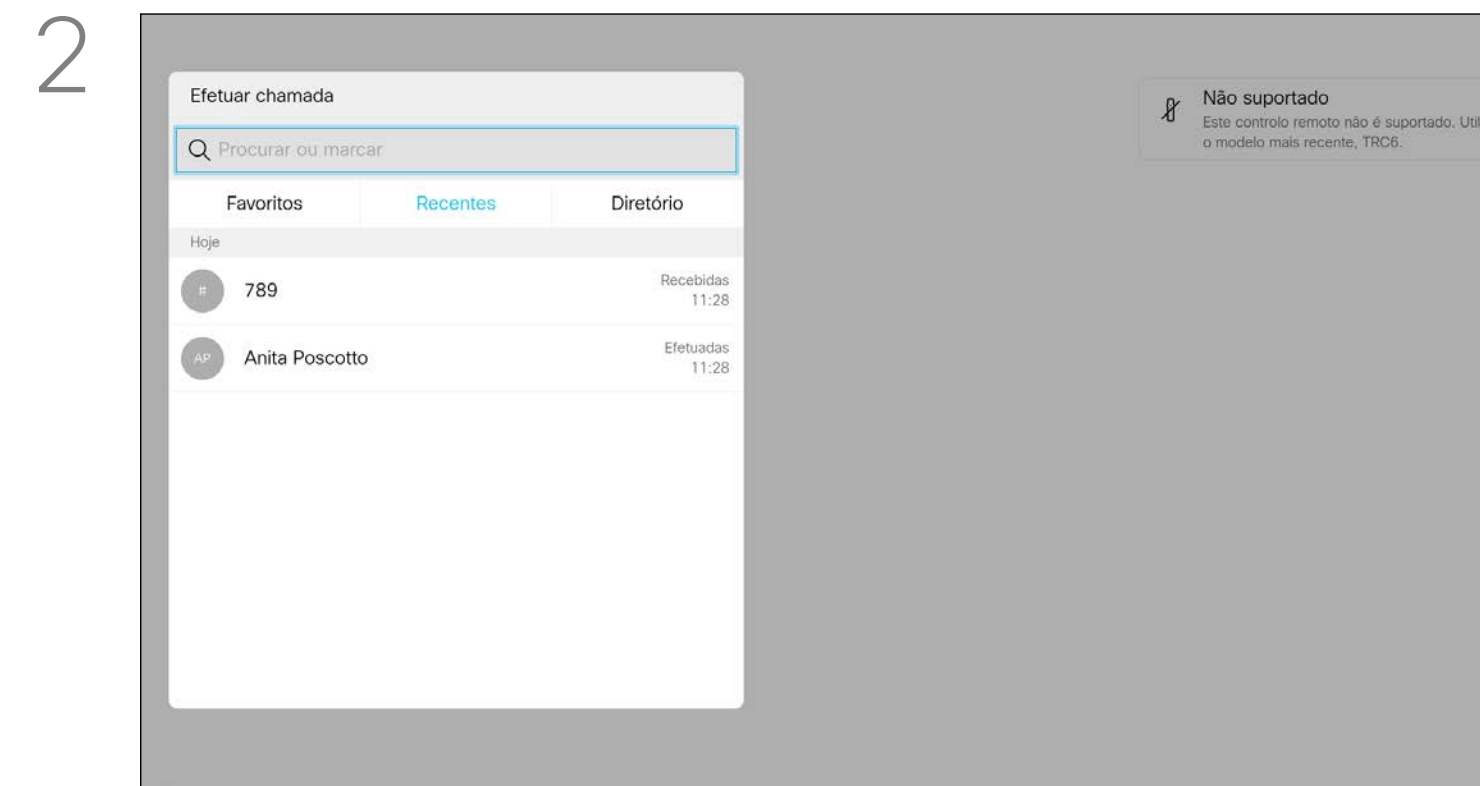 2
Efetuar chamada
Procurar ou marcar
Favoritos Recentes Diretório
Hoje
# 789 Recebidas
11:28
AP Anita Poscotto Efetuadas
11:28
Não suportado
Este controlo remoto não é suportado. Util
o modelo mais recente, TRC6.